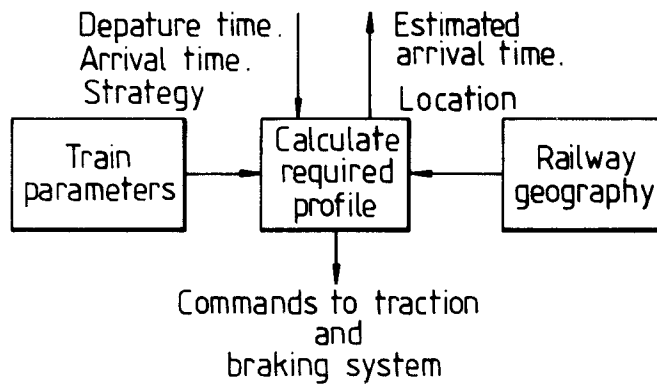 Depature time.
Arrival time.
Strategy
Estimated
arrival time.
Location
Train
parameters
Calculate
required
profile
Railway
geography
Commands to traction
and
braking system